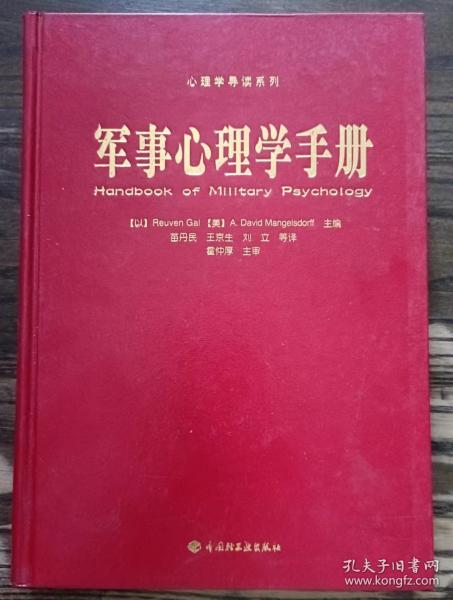 心理学导读系列
军事心理学手册
Handbook of Military Psychology
【以】Reuven Gal 【美】A. David Mangelsdorff 主编
苗丹民 王京生 刘 立 等译
霍仲厚 主审
中国轻工业出版社
孔夫子旧书网
www.kongfz.com